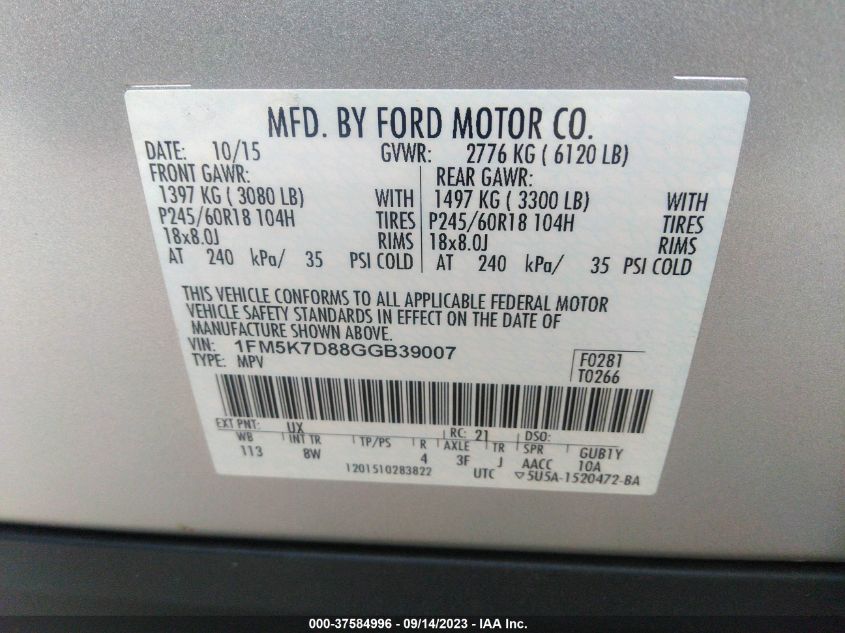 MFD. BY FORD MOTOR CO.
DATE: 10/15 GVWR: 2776 KG ( 6120 LB)
FRONT GAWR: REAR GAWR:
1397 KG ( 3080 LB) WITH 1497 KG ( 3300 LB) WITH
P245/60R18 104H TIRES P245/60R18 104H TIRES
18x8.0J RIMS 18x8.0J RIMS
AT 240 kPa/ 35 PSI COLD AT 240 kPa/ 35 PSI COLD
THIS VEHICLE CONFORMS TO ALL APPLICABLE FEDERAL MOTOR
VEHICLE SAFETY STANDARDS IN EFFECT ON THE DATE OF
MANUFACTURE SHOWN ABOVE.
VIN: 1FM5K7D88GGB39007
TYPE: MPV
F0281
T0266
EXT PNT: UX RC: 21 DSO:
WB INT TR TP/PS R AXLE TR SPR GUB1Y
113 8W 4 3F J AACC 10A
1201510283822 UTC ▽5U5A-1520472-BA
000-37584996 - 09/14/2023 - IAA Inc.